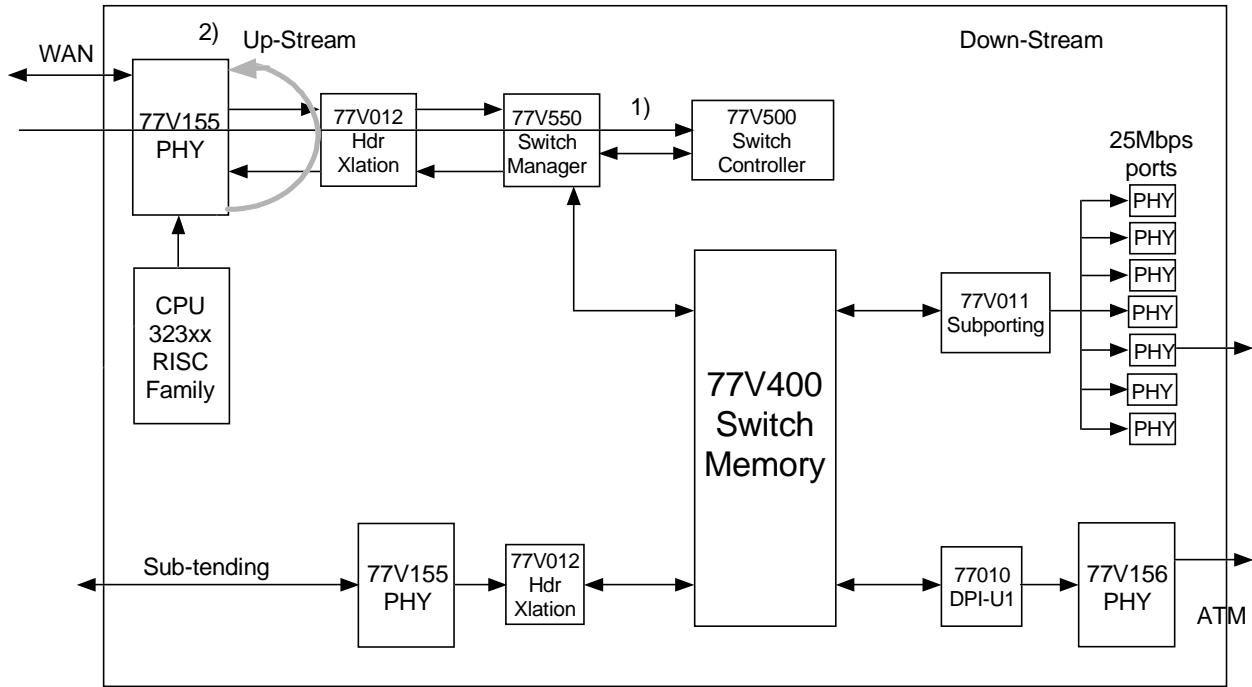 2)
Up-Stream
Down-Stream
WAN
77V155
PHY
77V012
Hdr
Xlation
77V550
Switch
Manager
1)
77V500
Switch
Controller
25Mbps
ports
PHY
PHY
PHY
PHY
PHY
PHY
PHY
CPU
323xx
RISC
Family
77V400
Switch
Memory
77V011
Subporting
Sub-tending
77V155
PHY
77V012
Hdr
Xlation
77010
DPI-U1
77V156
PHY
ATM